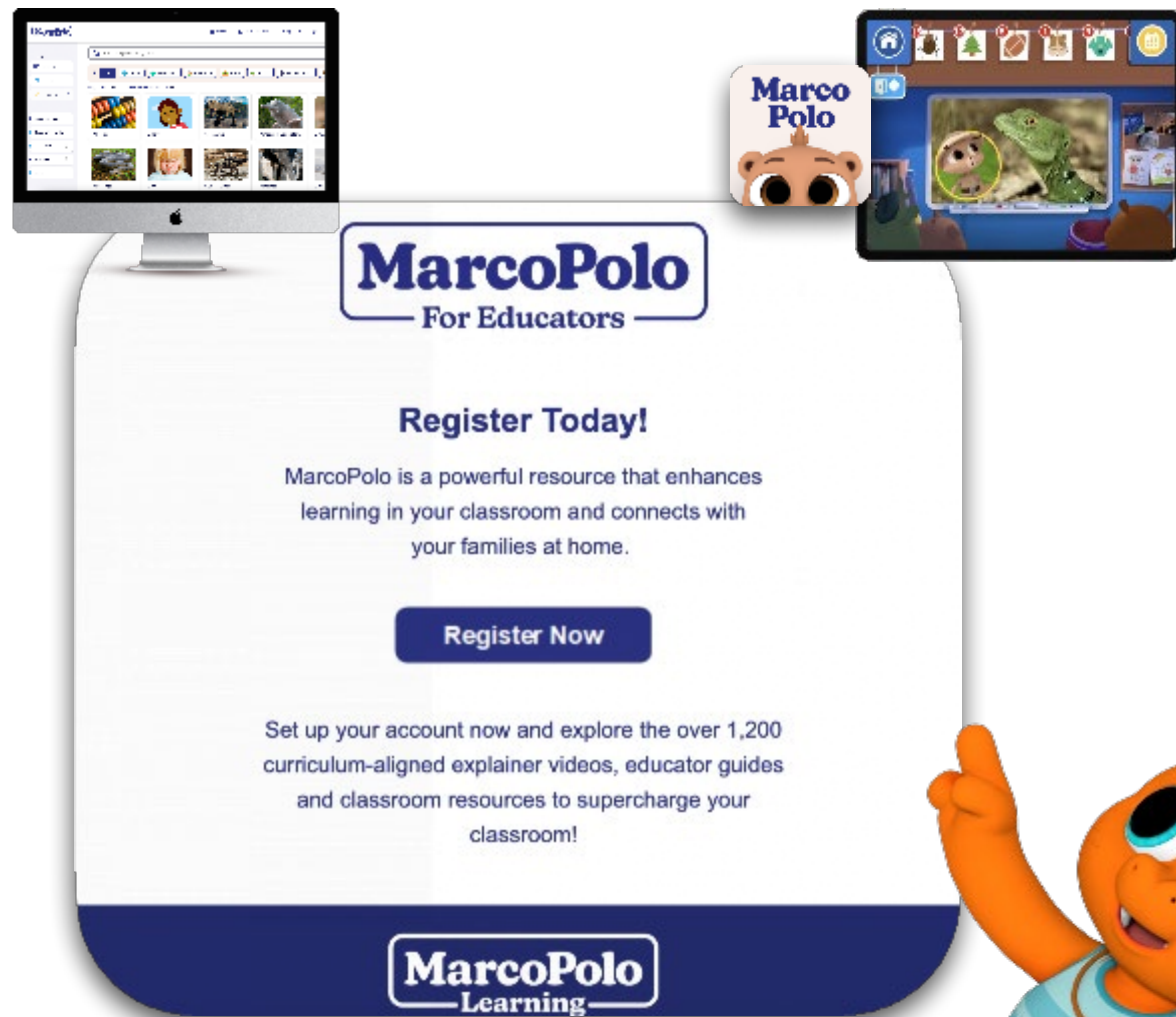 Marco
Polo
MarcoPolo
For Educators
Register Today!
MarcoPolo is a powerful resource that enhances
learning in your classroom and connects with
your families at home.
Register Now
Set up your account now and explore the over 1,200
curriculum-aligned explainer videos, educator guides
and classroom resources to supercharge your
classroom!
MarcoPolo
Learning